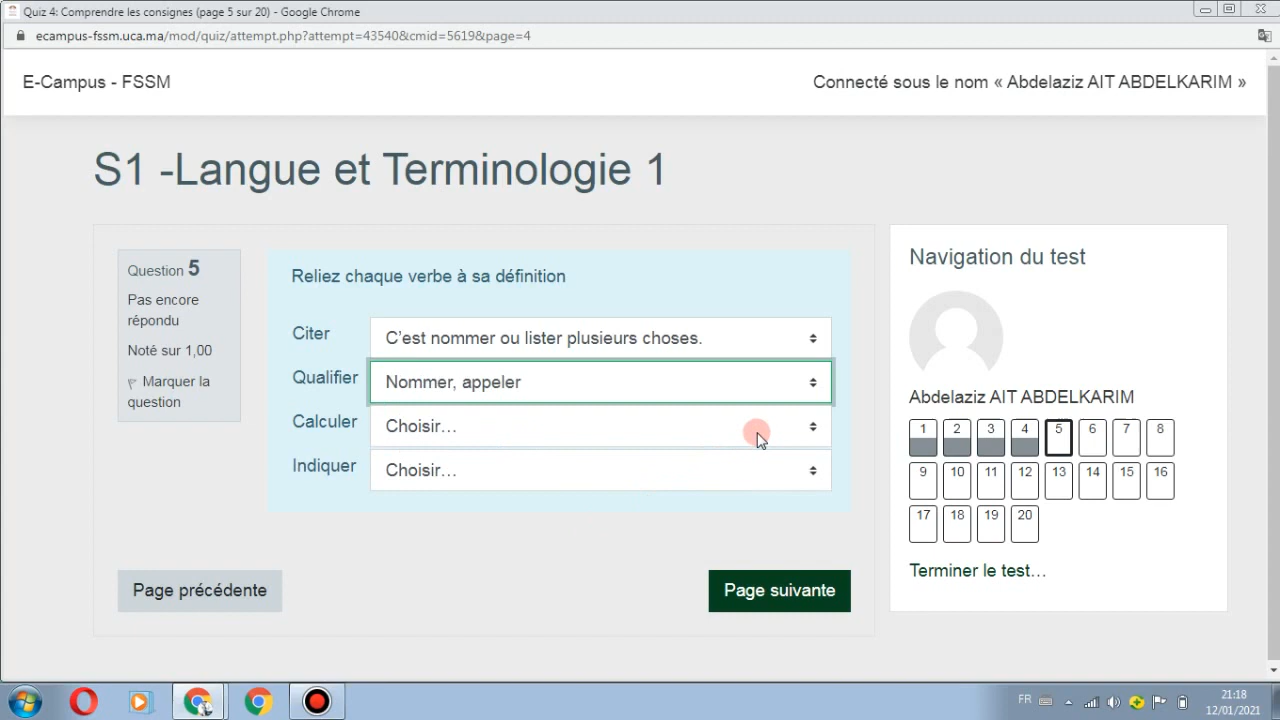 Quiz 4: Comprendre les consignes (page 5 sur 20) - Google Chrome
ecampus-fssm.uca.ma/mod/quiz/attempt.php?attempt=43540&cmid=5619&page=4
E-Campus - FSSM
Connecté sous le nom « Abdelaziz AIT ABDELKARIM »
S1 -Langue et Terminologie 1
Question 5
Pas encore
répondu
Noté sur 1,00
Marquer la
question
Reliez chaque verbe à sa définition
Citer
C’est nommer ou lister plusieurs choses.
Qualifier
Nommer, appeler
Calculer
Choisir…
Indiquer
Choisir…
Page précédente
Page suivante
Navigation du test
Abdelaziz AIT ABDELKARIM
1 2 3 4 5 6 7 8
9 10 11 12 13 14 15 16
17 18 19 20
Terminer le test…
FR
21:18
12/01/2021